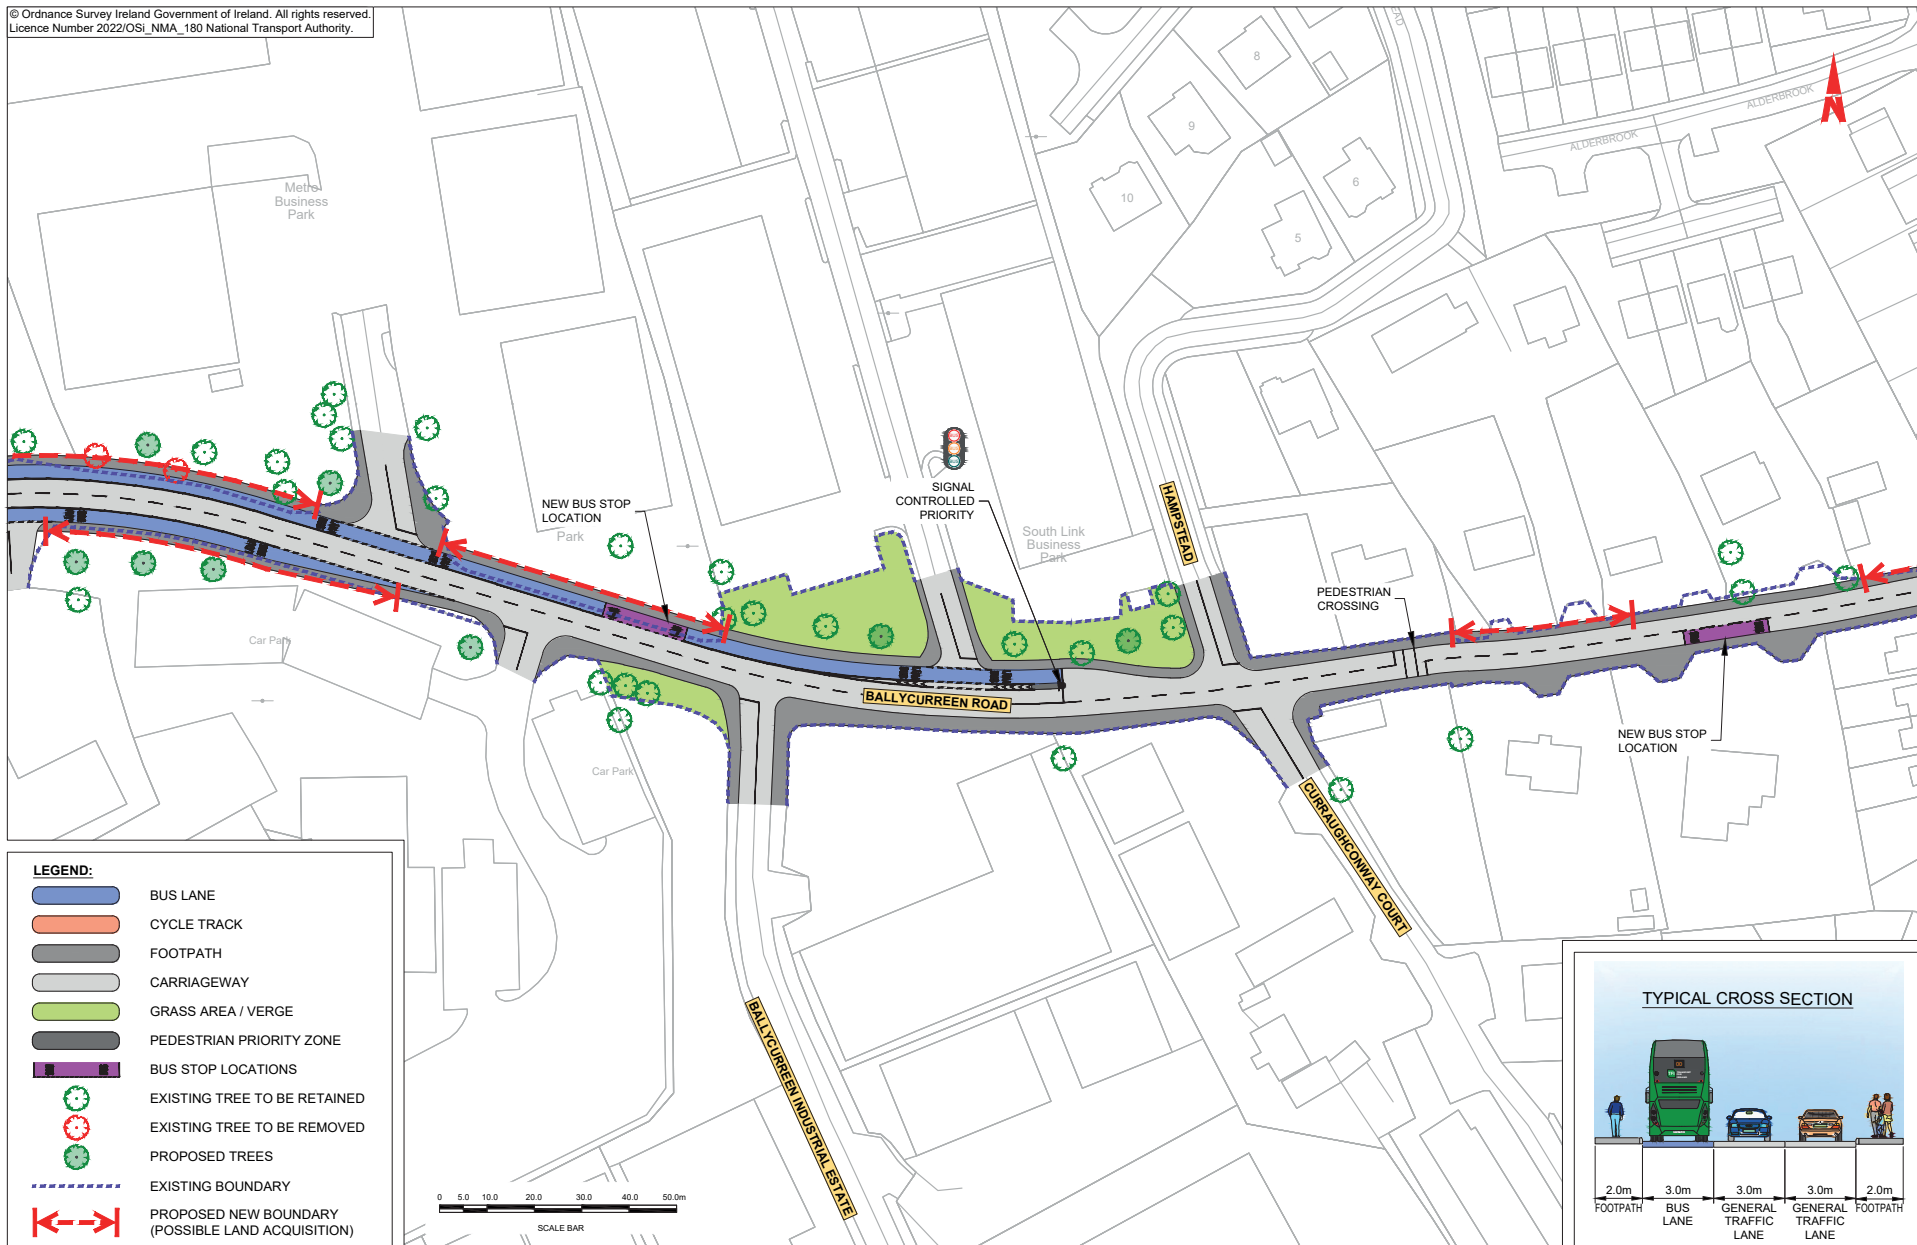 © Ordnance Survey Ireland Government of Ireland. All rights reserved.
Licence Number 2022/OSi_NMA_180 National Transport Authority.
8
9
10
6
5
ALDERBROOK
ALDERBROOK
N
Metro
Business
Park
NEW BUS STOP
LOCATION
Park
SIGNAL
CONTROLLED
PRIORITY
South Link
Business
Park
HAMPSTEAD
PEDESTRIAN
CROSSING
Car Park
BALLYCURREEN ROAD
NEW BUS STOP
LOCATION
Car Park
CURRAUGHCONWAY COURT
BALLYCURREEN INDUSTRIAL ESTATE
LEGEND:
BUS LANE
CYCLE TRACK
FOOTPATH
CARRIAGEWAY
GRASS AREA / VERGE
PEDESTRIAN PRIORITY ZONE
BUS STOP LOCATIONS
EXISTING TREE TO BE RETAINED
EXISTING TREE TO BE REMOVED
PROPOSED TREES
EXISTING BOUNDARY
PROPOSED NEW BOUNDARY
(POSSIBLE LAND ACQUISITION)
0 5.0 10.0 20.0 30.0 40.0 50.0m
SCALE BAR
TYPICAL CROSS SECTION
2.0m 3.0m 3.0m 3.0m 2.0m
FOOTPATH BUS LANE GENERAL TRAFFIC LANE GENERAL TRAFFIC LANE FOOTPATH